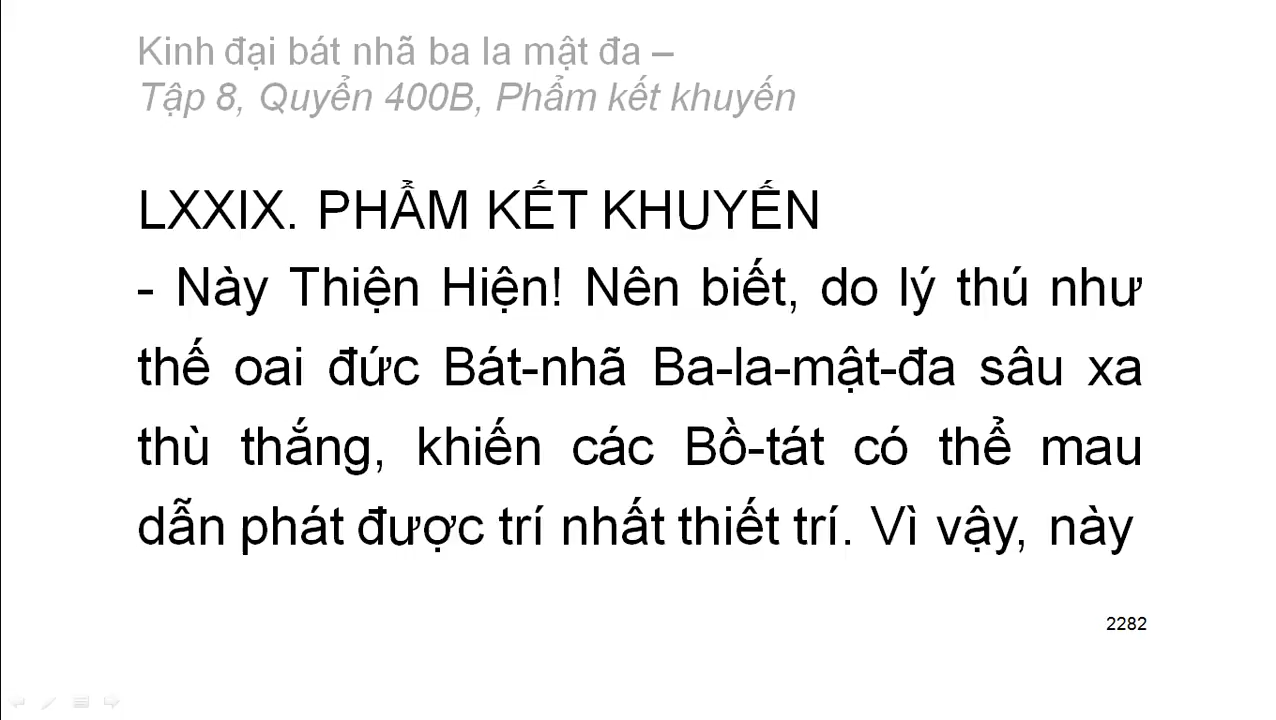 Kinh đại bát nhã ba la mật đa –
Tập 8, Quyển 400B, Phẩm kết khuyến
LXXIX. PHẨM KẾT KHUYẾN
- Này Thiện Hiện! Nên biết, do lý thú như
thế oai đức Bát-nhã Ba-la-mật-đa sâu xa
thù thắng, khiến các Bồ-tát có thể mau
dẫn phát được trí nhất thiết trí. Vì vậy, này
2282